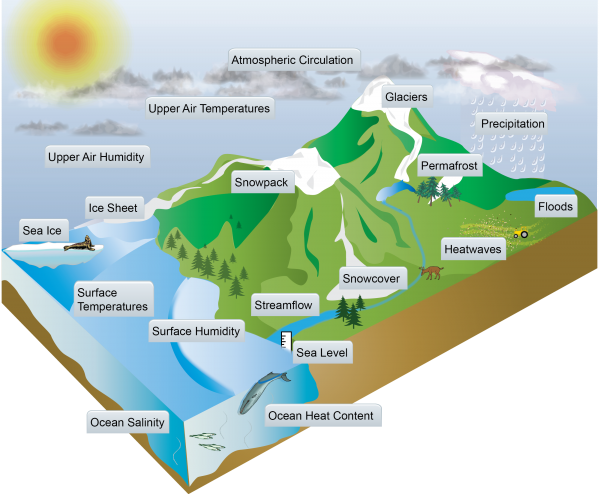 Atmospheric Circulation
Glaciers
Upper Air Temperatures
Precipitation
Upper Air Humidity
Permafrost
Snowpack
Ice Sheet
Floods
Sea Ice
Heatwaves
Snowcover
Surface
Temperatures
Streamflow
Surface Humidity
Sea Level
Ocean Salinity
Ocean Heat Content